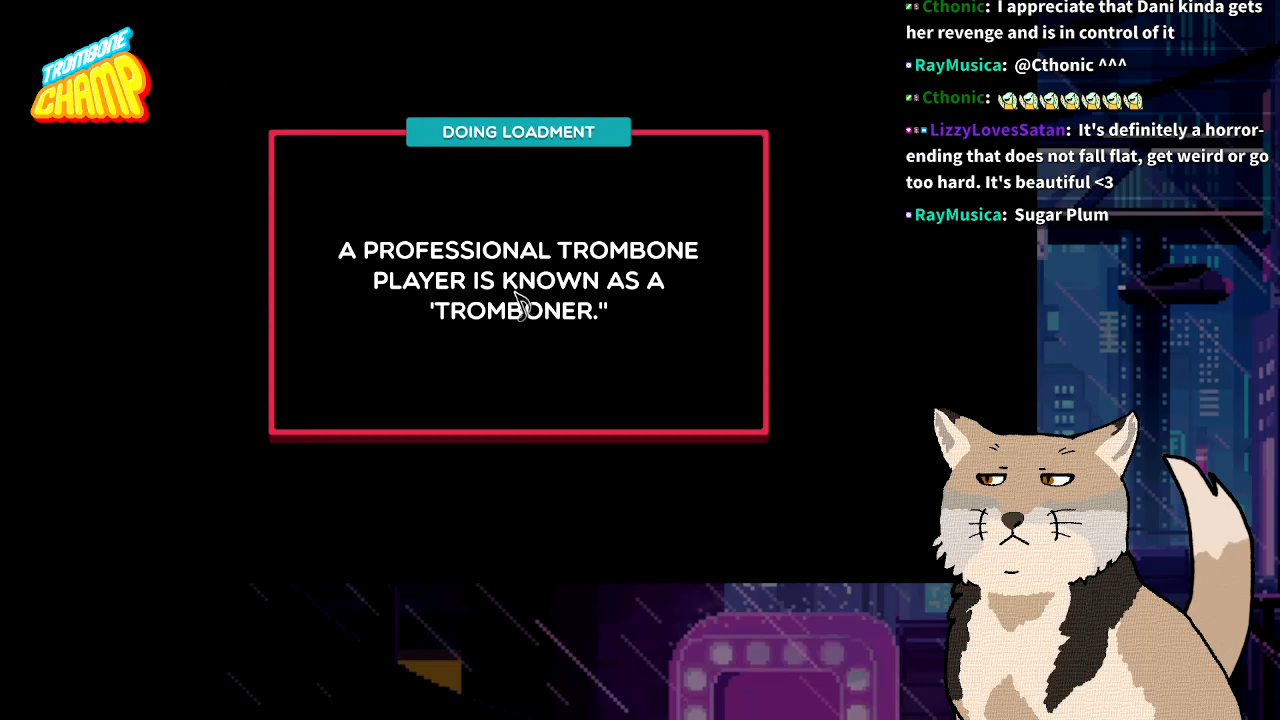 TROMBONE
CHAMP
DOING LOADMENT
A PROFESSIONAL TROMBONE
PLAYER IS KNOWN AS A
'TROMBONER."
Cthonic: I appreciate that Dani kinda gets
her revenge and is in control of it
RayMusica: @Cthonic ^^^
Cthonic:
LizzyLovesSatan: It's definitely a horror-
ending that does not fall flat, get weird or go
too hard. It's beautiful <3
RayMusica: Sugar Plum